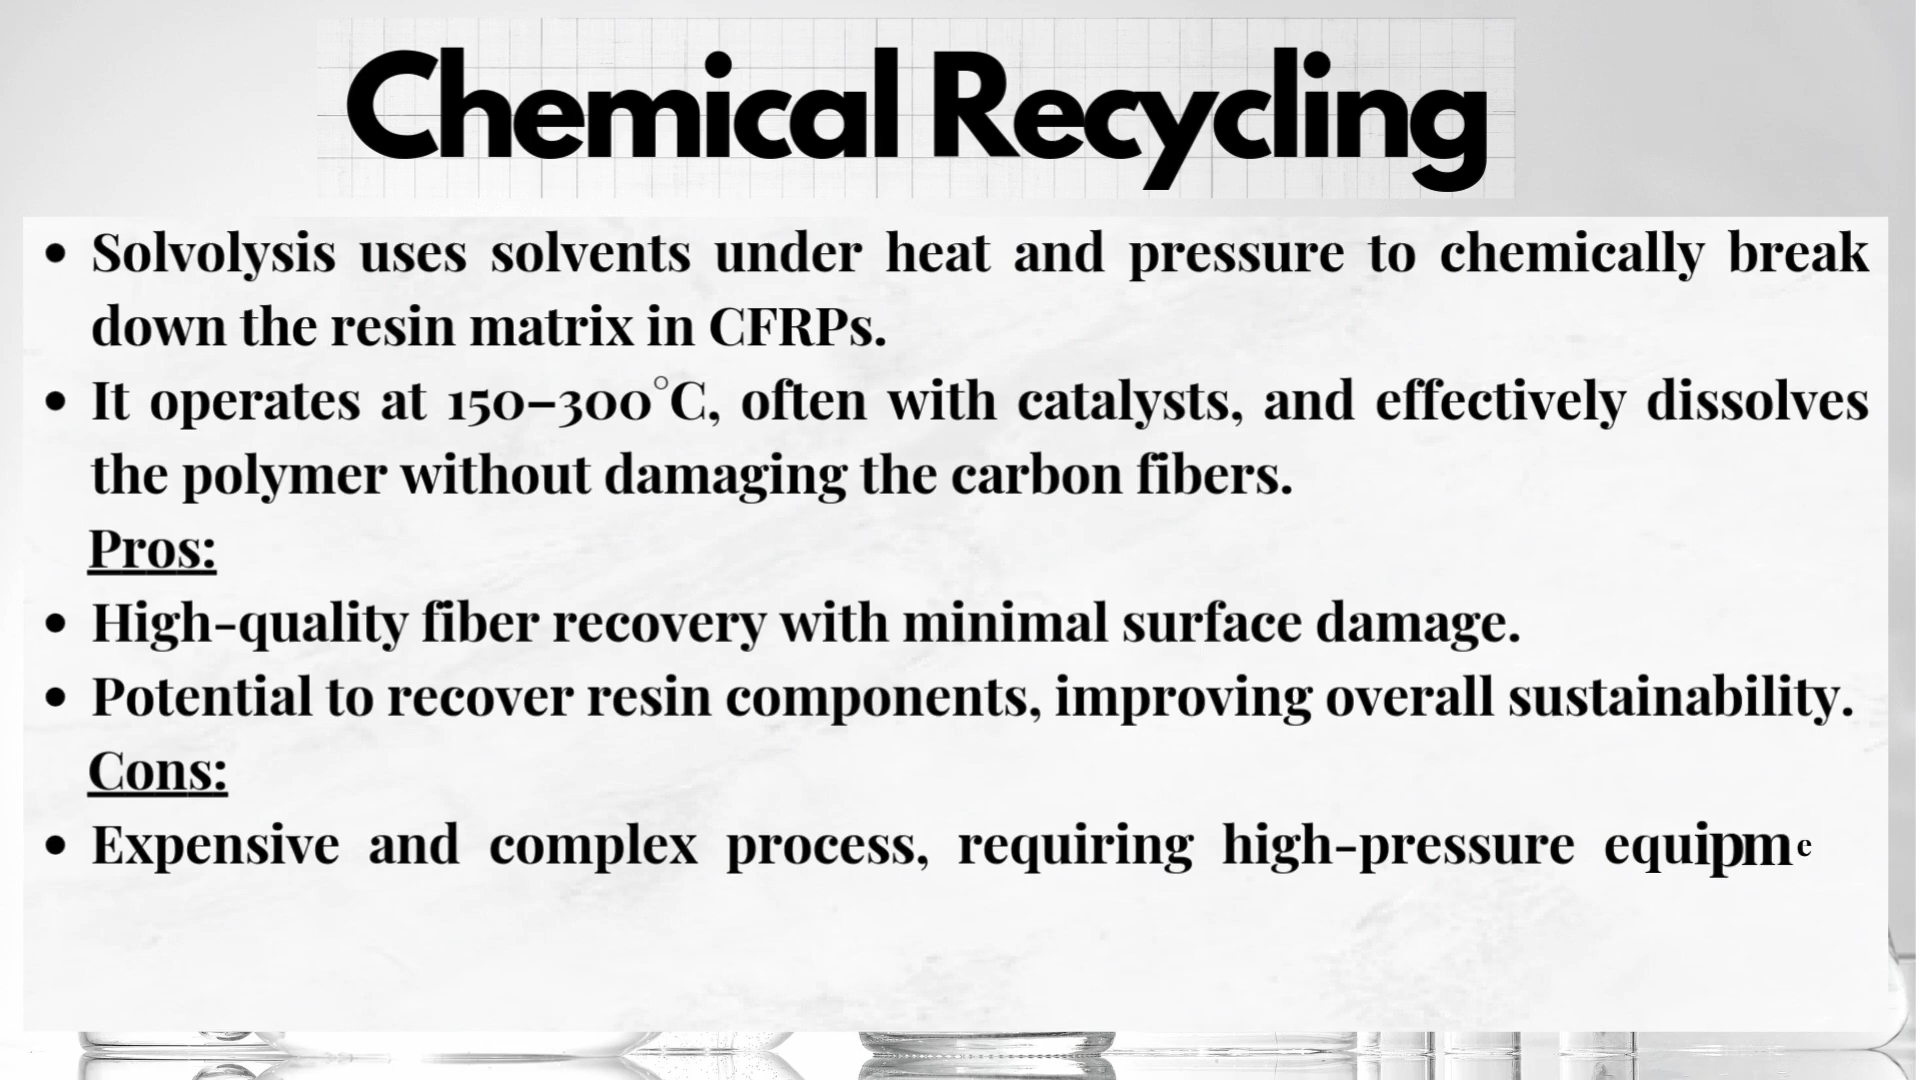 Chemical Recycling
• Solvolysis uses solvents under heat and pressure to chemically break
down the resin matrix in CFRPs.
• It operates at 150–300°C, often with catalysts, and effectively dissolves
the polymer without damaging the carbon fibers.
Pros:
• High-quality fiber recovery with minimal surface damage.
• Potential to recover resin components, improving overall sustainability.
Cons:
• Expensive and complex process, requiring high-pressure equipme